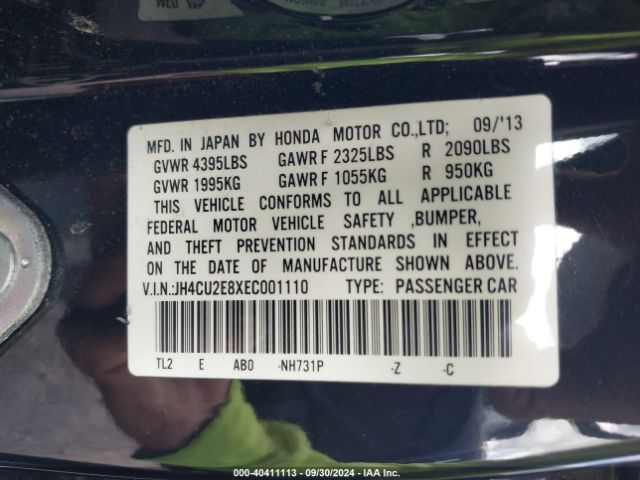 MFD. IN JAPAN BY HONDA MOTOR CO.,LTD; 09/'13
GVWR 4395LBS GAWR F 2325LBS R 2090LBS
GVWR 1995KG GAWR F 1055KG R 950KG
THIS VEHICLE CONFORMS TO ALL APPLICABLE
FEDERAL MOTOR VEHICLE SAFETY ,BUMPER,
AND THEFT PREVENTION STANDARDS IN EFFECT
ON THE DATE OF MANUFACTURE SHOWN ABOVE.
V.I.N.:JH4CU2E8XEC001110 TYPE: PASSENGER CAR
TL2 E AB0 -NH731P -Z -C
000-40411113 - 09/30/2024 - IAA Inc.